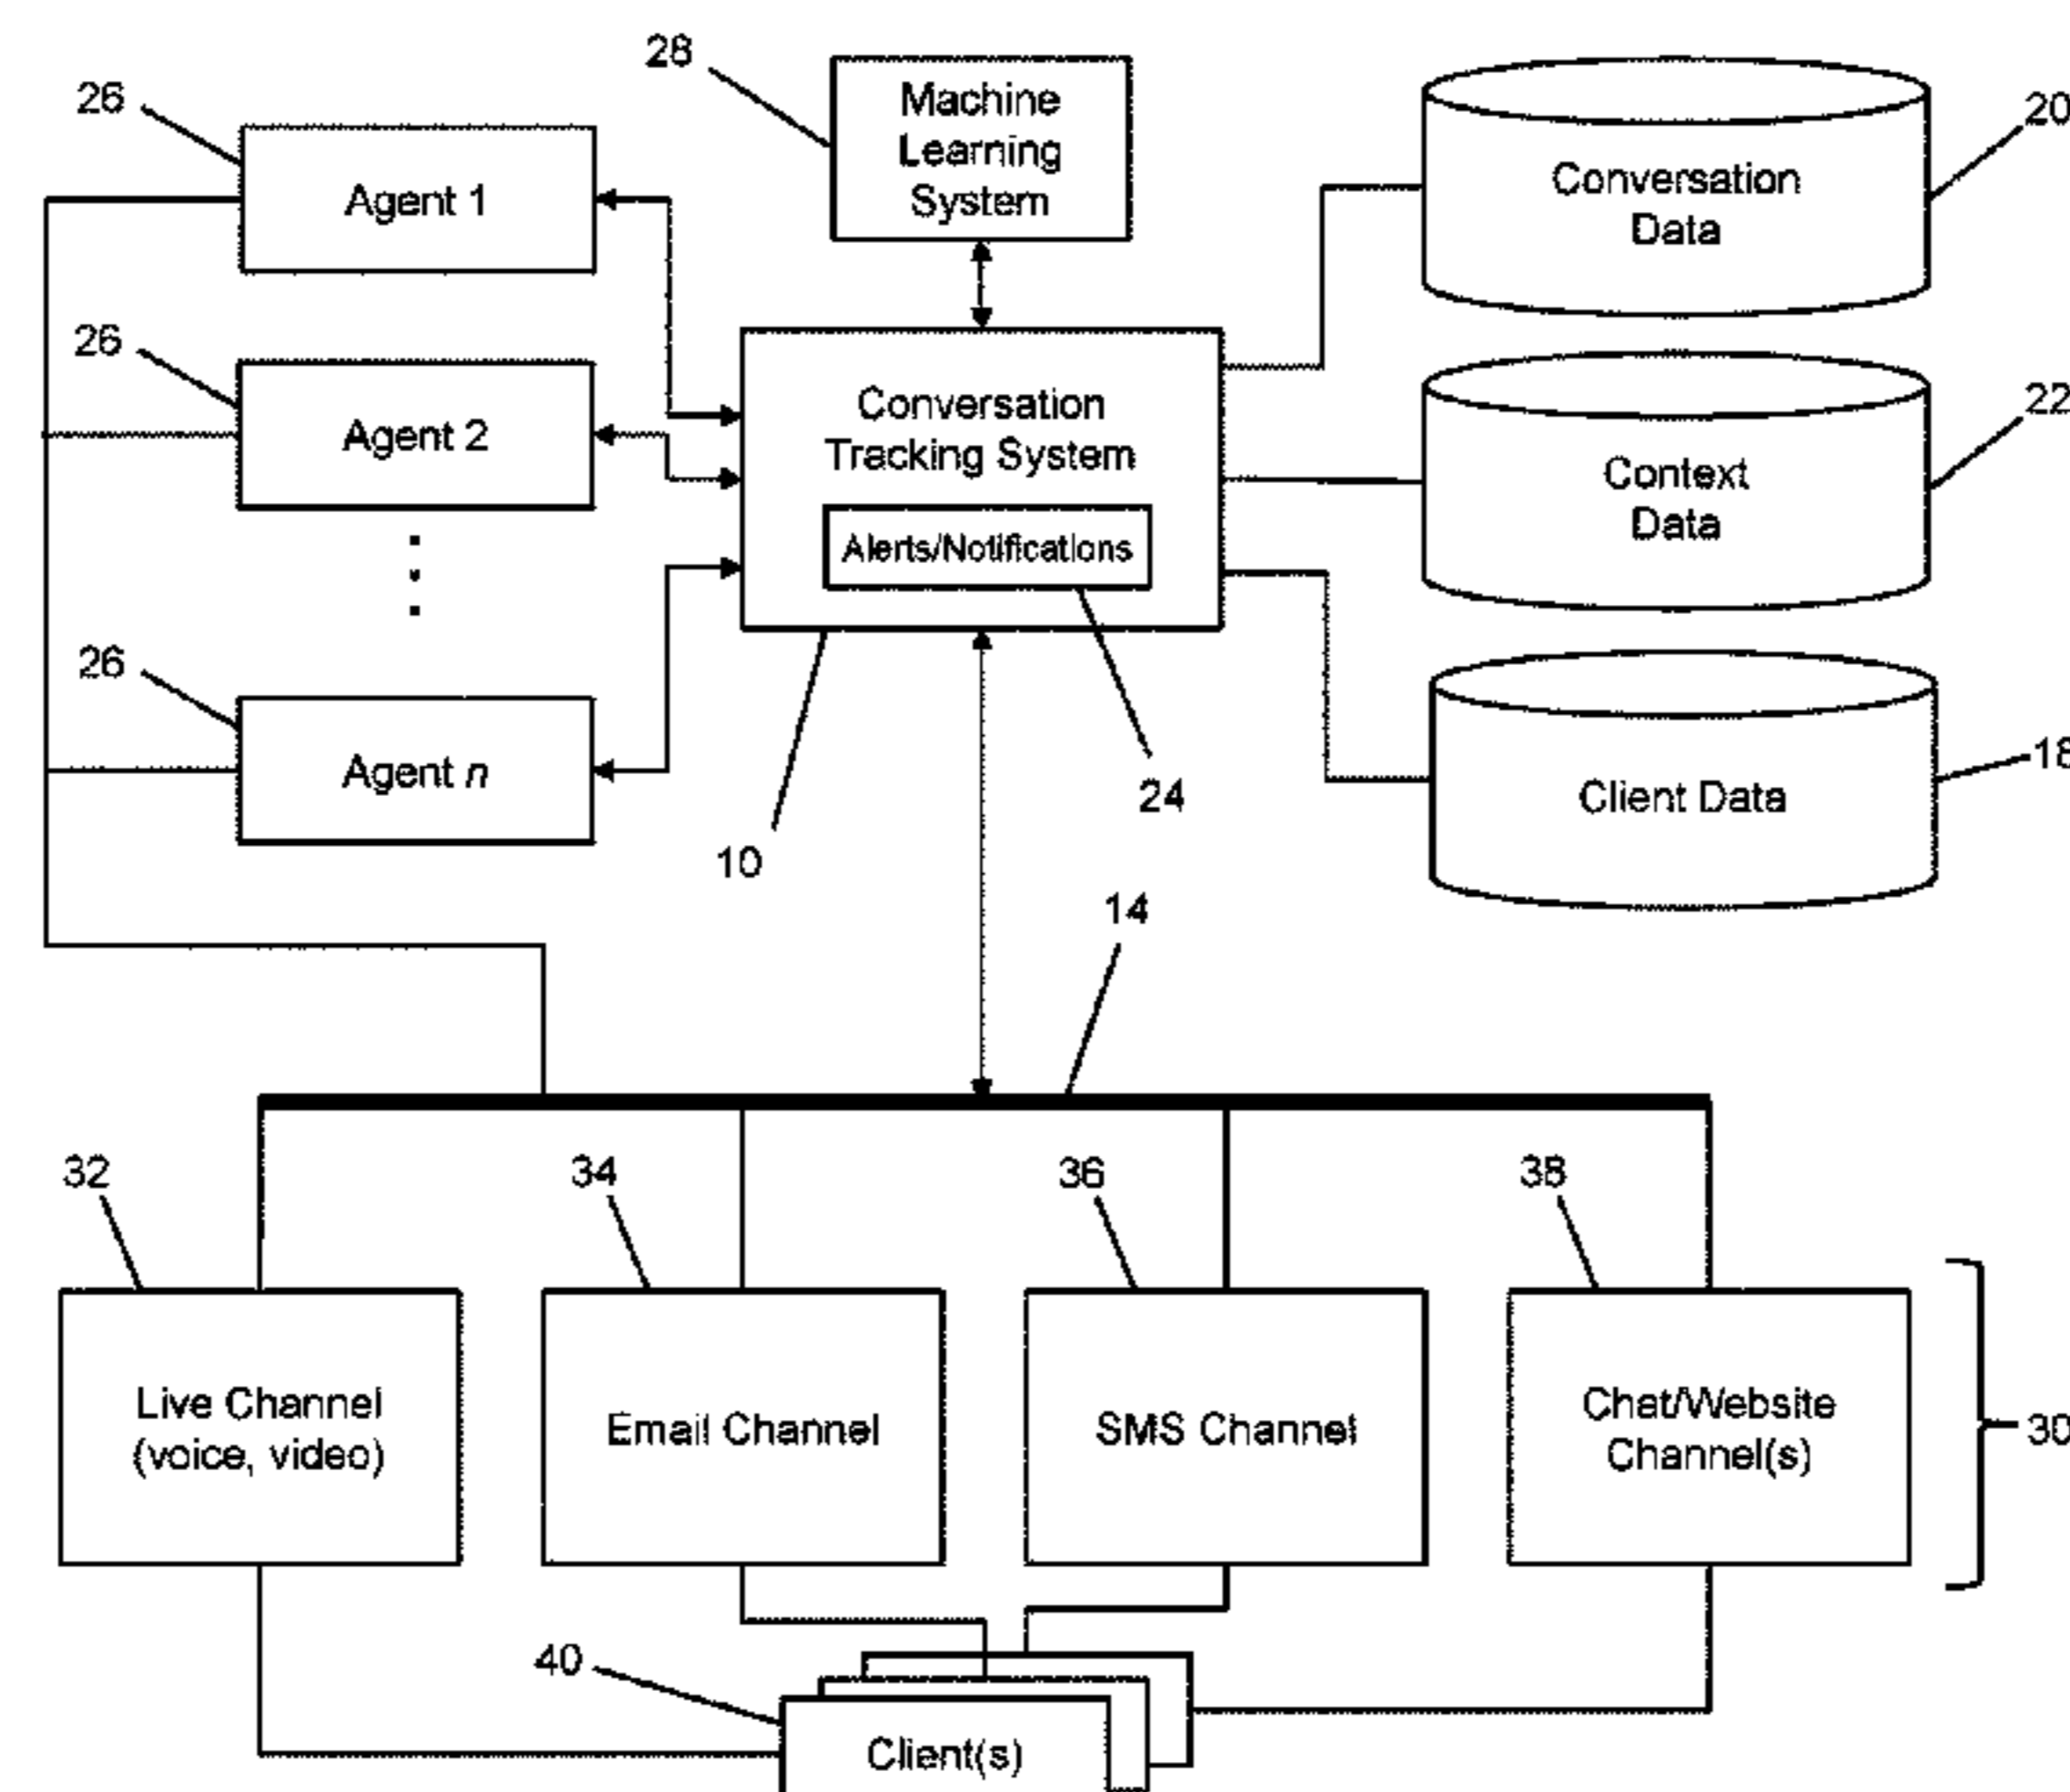 28
Machine
Learning
System
26
Agent 1
20
Conversation
Data
26
Agent 2
Conversation
Tracking System
Alerts/Notifications
22
Context
Data
26
Agent n
10
24
18
Client Data
14
32
34
36
38
Live Channel
(voice, video)
Email Channel
SMS Channel
Chat/Website
Channel(s)
30
40
Client(s)